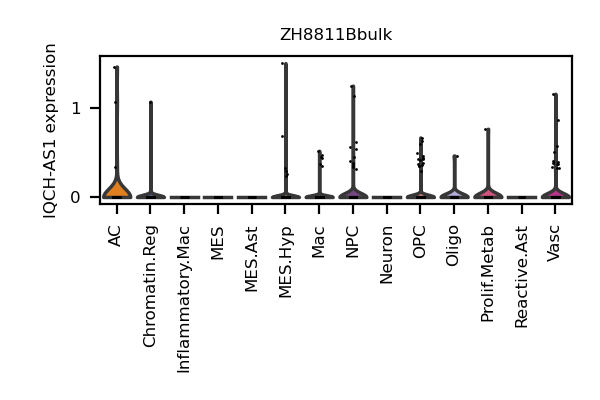 ZH8811Bbulk
IQCH-AS1 expression
1
0
AC
Chromatin.Reg
Inflammatory.Mac
MES
MES.Ast
MES.Hyp
Mac
NPC
Neuron
OPC
Oligo
Prolif.Metab
Reactive.Ast
Vasc